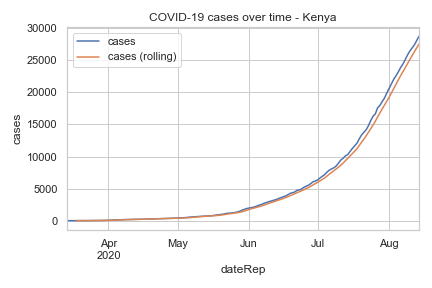 COVID-19 cases over time - Kenya
cases
cases (rolling)
30000
25000
20000
15000
10000
5000
0
cases
Apr
2020
May
Jun
Jul
Aug
dateRep